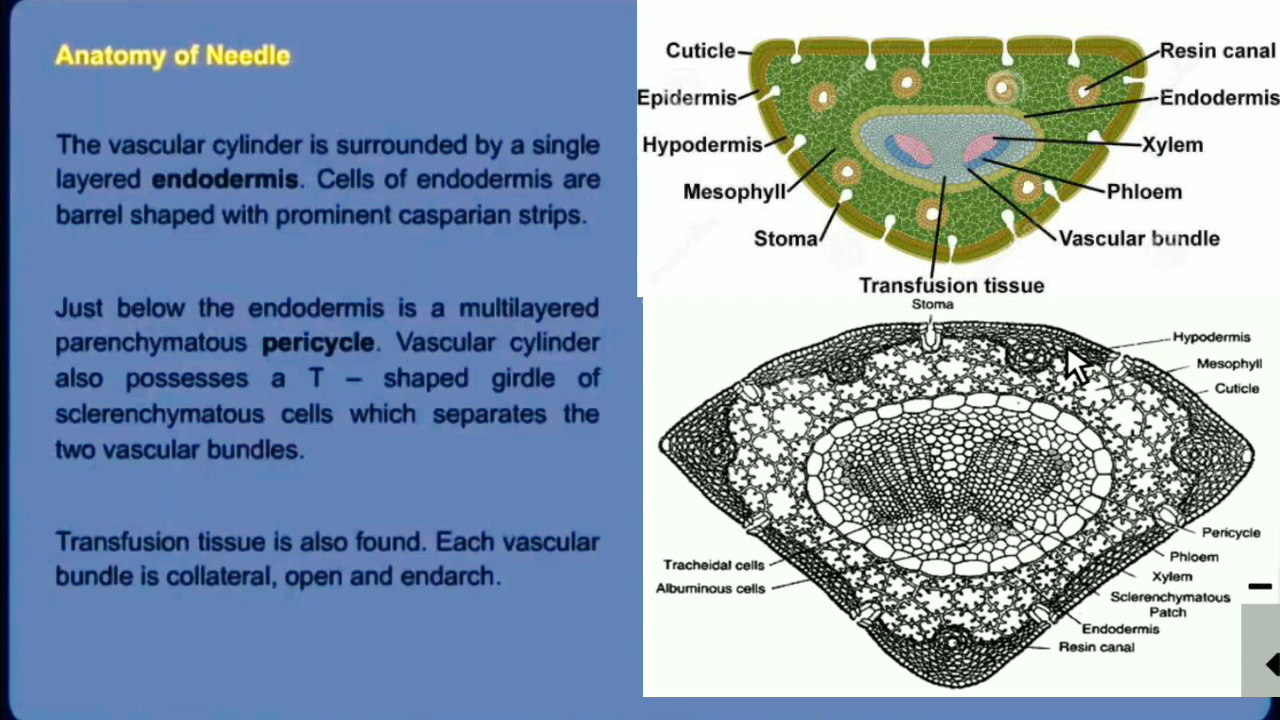 Anatomy of Needle
The vascular cylinder is surrounded by a single
layered endodermis. Cells of endodermis are
barrel shaped with prominent casparian strips.
Just below the endodermis is a multilayered
parenchymatous pericycle. Vascular cylinder
also possesses a T – shaped girdle of
sclerenchymatous cells which separates the
two vascular bundles.
Transfusion tissue is also found. Each vascular
bundle is collateral, open and endarch.
Cuticle
Epidermis
Hypodermis
Mesophyll
Stoma
Resin canal
Endodermis
Xylem
Phloem
Vascular bundle
Transfusion tissue
Stoma
Hypodermis
Mesophyll
Cuticle
Tracheidal cells
Albuminous cells
Pericycle
Phloem
Xylem
Sclerenchymatous
Patch
Endodermis
Resin canal